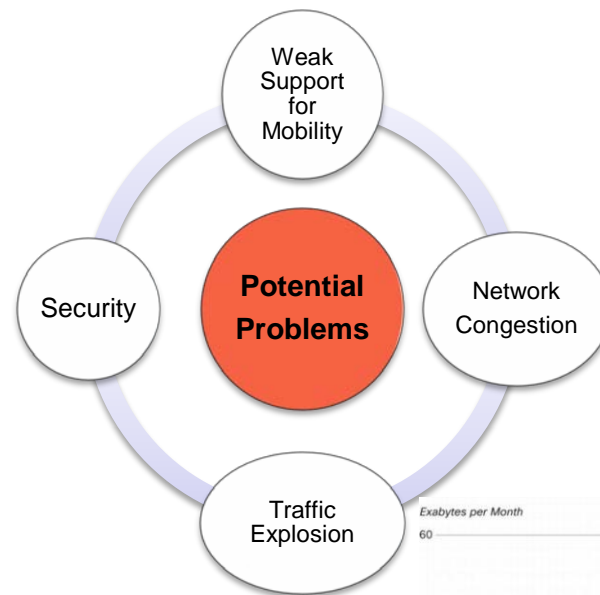 Weak
Support
for
Mobility
Security
Potential
Problems
Network
Congestion
Traffic
Explosion
Exabytes per Month
60